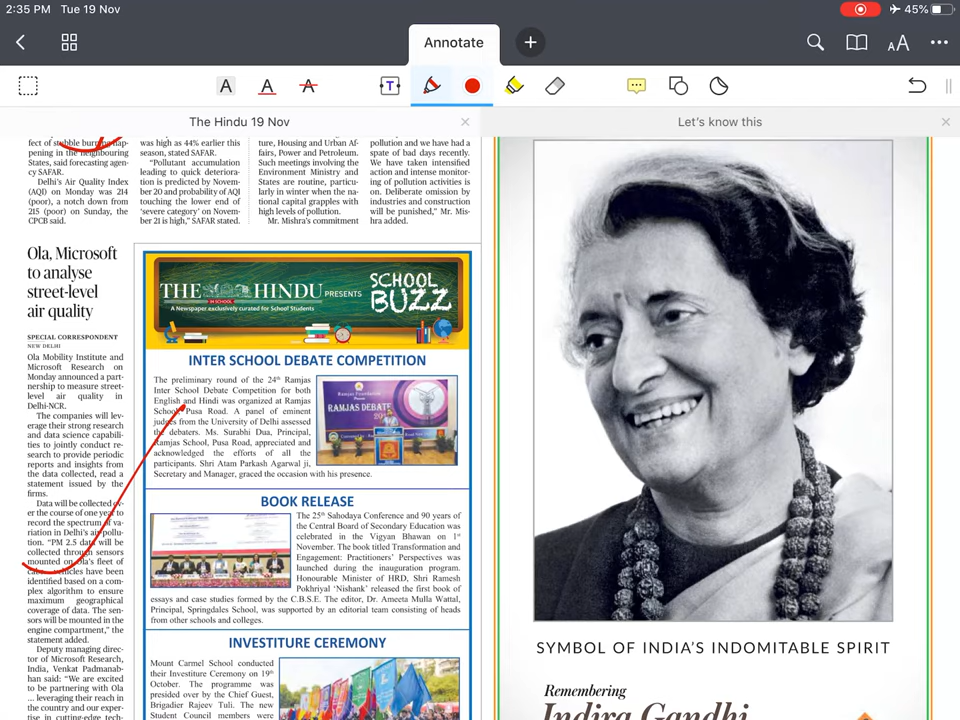 2:35 PM Tue 19 Nov
45%
Annotate
AA
A A A T
The Hindu 19 Nov
Let's know this
fect of stubble burning hap-
pening in the neighbouring
States, said forecasting agen-
cy SAFAR.
Delhi's Air Quality Index
(AQI) on Monday was 214
(poor), a notch down from
215 (poor) on Sunday, the
CPCB said.
was high as 44% earlier this
season, stated SAFAR.
"Pollutant accumulation
leading to quick deteriora-
tion is predicted by Novem-
ber 20 and probability of AQI
touching the lower end of
'severe category' on Novem-
ber 21 is high," SAFAR stated.
ture, Housing and Urban Af-
fairs, Power and Petroleum.
Such meetings involving the
Environment Ministry and
States are routine, particu-
larly in winter when the na-
tional capital grapples with
high levels of pollution.
Mr. Mishra's commitment
pollution and we have had a
spate of bad days recently.
We have taken intensified
action and intense monitor-
ing of pollution activities is
on. Deliberate omission by
industries and construction
will be punished," Mr. Mis-
hra added.
Ola, Microsoft
to analyse
street-level
air quality
SPECIAL CORRESPONDENT
NEW DELHI
Ola Mobility Institute and
Microsoft Research on
Monday announced a part-
nership to measure street-
level air quality in
Delhi-NCR.
The companies will lev-
erage their strong research
and data science capabili-
ties to jointly conduct re-
search to provide periodic
reports and insights from
the data collected, read a
statement issued by the
firms.
Data will be collected ov-
er the course of one year to
record the spectrum of va-
riation in Delhi's air pollu-
tion. "PM 2.5 data will be
collected through sensors
mounted on Ola's fleet of
vehicles have been
identified based on a com-
plex algorithm to ensure
maximum geographical
coverage of data. The sen-
sors will be mounted in the
engine compartment," the
statement added.
Deputy managing direc-
tor of Microsoft Research,
India, Venkat Padmanab-
han said: "We are excited
to be partnering with Ola
... leveraging their reach in
the country and our exper-
tise in cutting-edge tech-
THE HINDU PRESENTS
IN SCHOOL
A Newspaper exclusively curated for School Students
SCHOOL
BUZZ
INTER SCHOOL DEBATE COMPETITION
The preliminary round of the 24th Ramjas
Inter School Debate Competition for both
English and Hindi was organized at Ramjas
School, Pusa Road. A panel of eminent
judges from the University of Delhi assessed
the debaters. Ms. Surabhi Dua, Principal,
Ramjas School, Pusa Road, appreciated and
acknowledged the efforts of all the
participants. Shri Atam Parkash Agarwal ji,
Secretary and Manager, graced the occasion with his presence.
RAMJAS DEBATE
BOOK RELEASE
The 25th Sahodaya Conference and 90 years of
the Central Board of Secondary Education was
celebrated in the Vigyan Bhawan on 1st
November. The book titled Transformation and
Engagement: Practitioners' Perspectives was
launched during the inauguration program.
Honourable Minister of HRD, Shri Ramesh
Pokhriyal 'Nishank' released the first book of
essays and case studies formed by the C.B.S.E. The editor, Dr. Ameeta Mulla Wattal,
Principal, Springdales School, was supported by an editorial team consisting of heads
from other schools and colleges.
INVESTITURE CEREMONY
Mount Carmel School conducted
their Investiture Ceremony on 19th
October. The programme was
presided over by the Chief Guest,
Brigadier Rajeev Tuli. The new
Student Council members were
SYMBOL OF INDIA'S INDOMITABLE SPIRIT
Remembering
Indira Gandhi